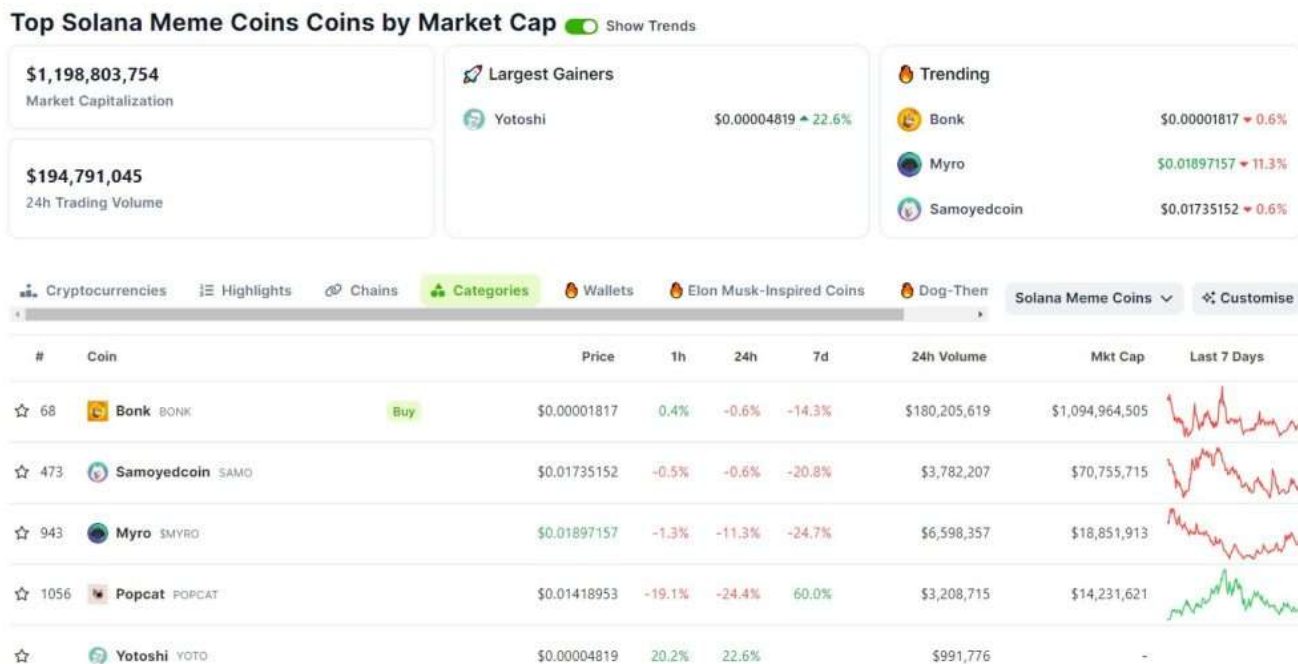 Top Solana Meme Coins Coins by Market Cap Show Trends
$1,198,803,754
Market Capitalization
$194,791,045
24h Trading Volume
Largest Gainers
Yotoshi $0.00004819 ▲ 22.6%
Trending
Bonk $0.00001817 ▼ 0.6%
Myro $0.01897157 ▼ 11.3%
Samoyedcoin $0.01735152 ▼ 0.6%
Cryptocurrencies Highlights Chains Categories Wallets Elon Musk-Inspired Coins Dog-Them Solana Meme Coins Customise
# Coin Price 1h 24h 7d 24h Volume Mkt Cap Last 7 Days
68 Bonk BONK Buy $0.00001817 0.4% -0.6% -14.3% $180,205,619 $1,094,964,505
473 Samoyedcoin SAMO $0.01735152 -0.5% -0.6% -20.8% $3,782,207 $70,755,715
943 Myro $MYRO $0.01897157 -1.3% -11.3% -24.7% $6,598,357 $18,851,913
1056 Popcat POPCAT $0.01418953 -19.1% -24.4% 60.0% $3,208,715 $14,231,621
Yotoshi YOTO $0.00004819 20.2% 22.6% $991,776 -